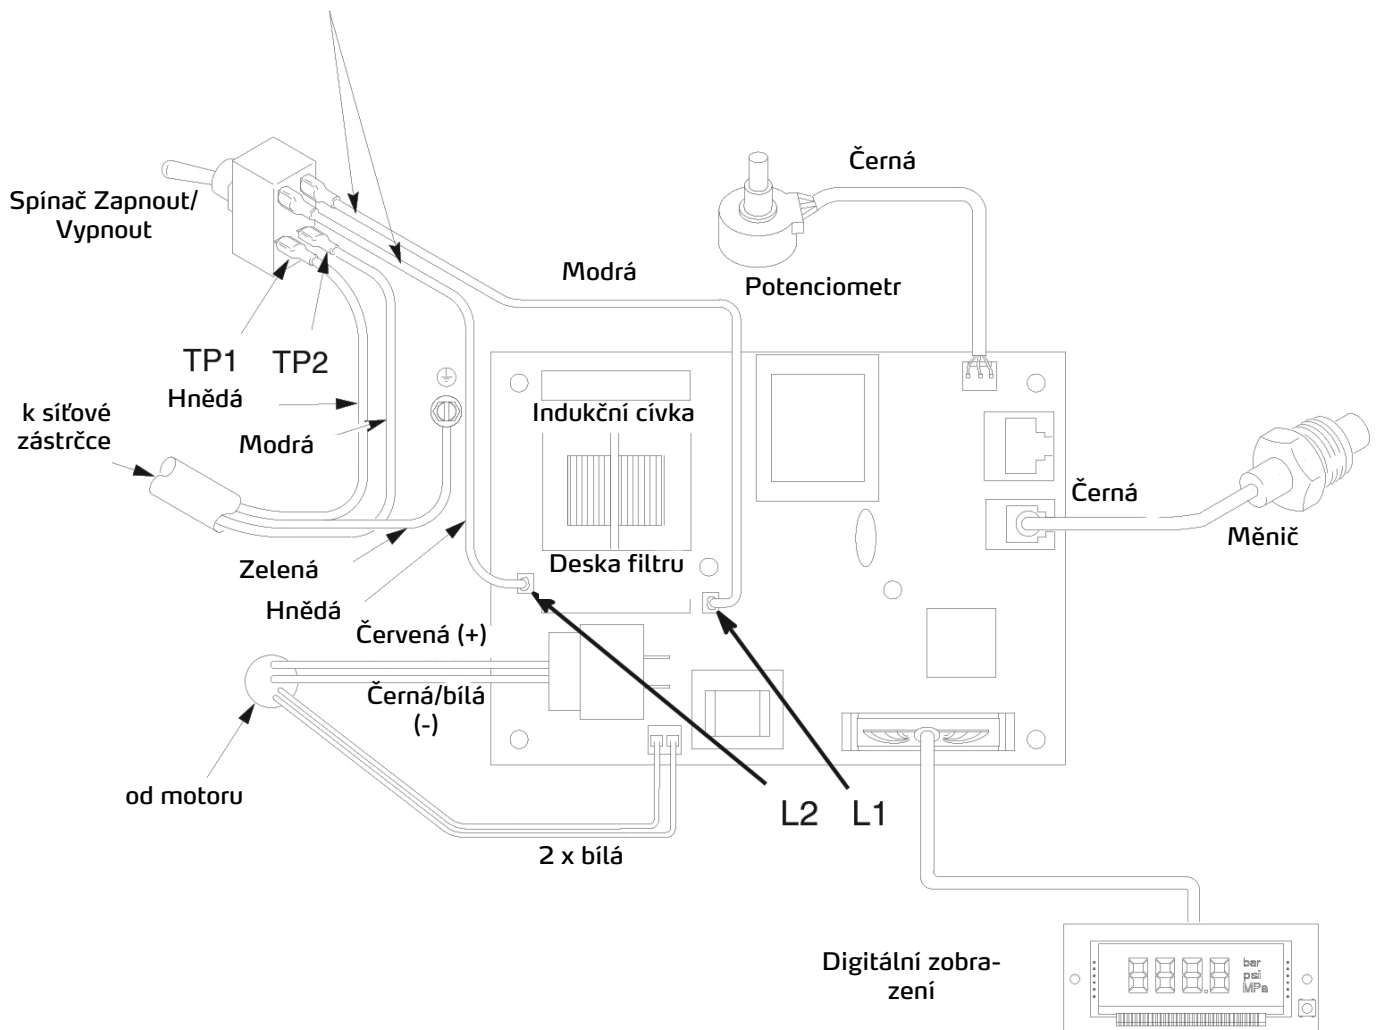 Černá
Spínač Zapnout/
Vypnout
Modrá
Potenciometr
TP1
TP2
Hnědá
k síťové
zástrčce
Modrá
Indukční cívka
Černá
Měnič
Deska filtru
Zelená
Hnědá
Červená (+)
Černá/bílá
(-)
od motoru
L2
L1
2 x bílá
Digitální zobra-
zení
bar
psi
MPa